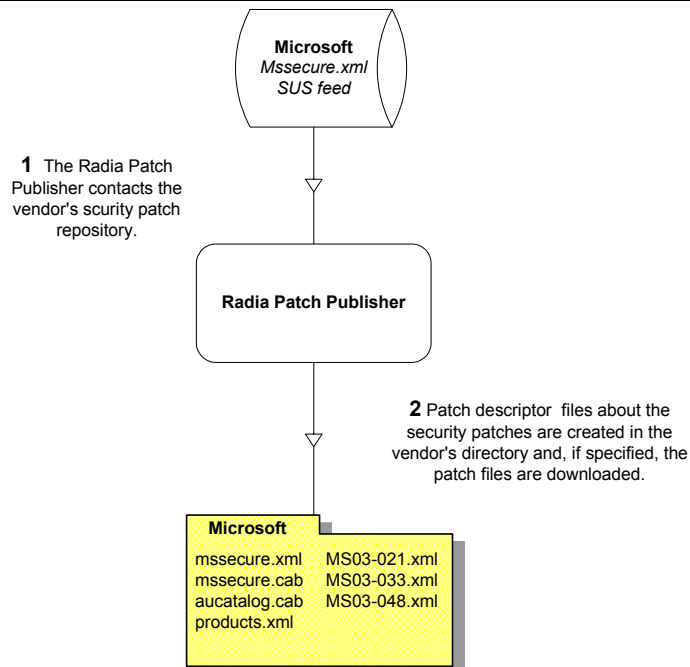 Microsoft
Mssecure.xml
SUS feed
1 The Radia Patch
Publisher contacts the
vendor's scurity patch
repository.
Radia Patch Publisher
2 Patch descriptor files about the
security patches are created in the
vendor's directory and, if specified, the
patch files are downloaded.
Microsoft
mssecure.xml MS03-021.xml
mssecure.cab MS03-033.xml
aucatalog.cab MS03-048.xml
products.xml